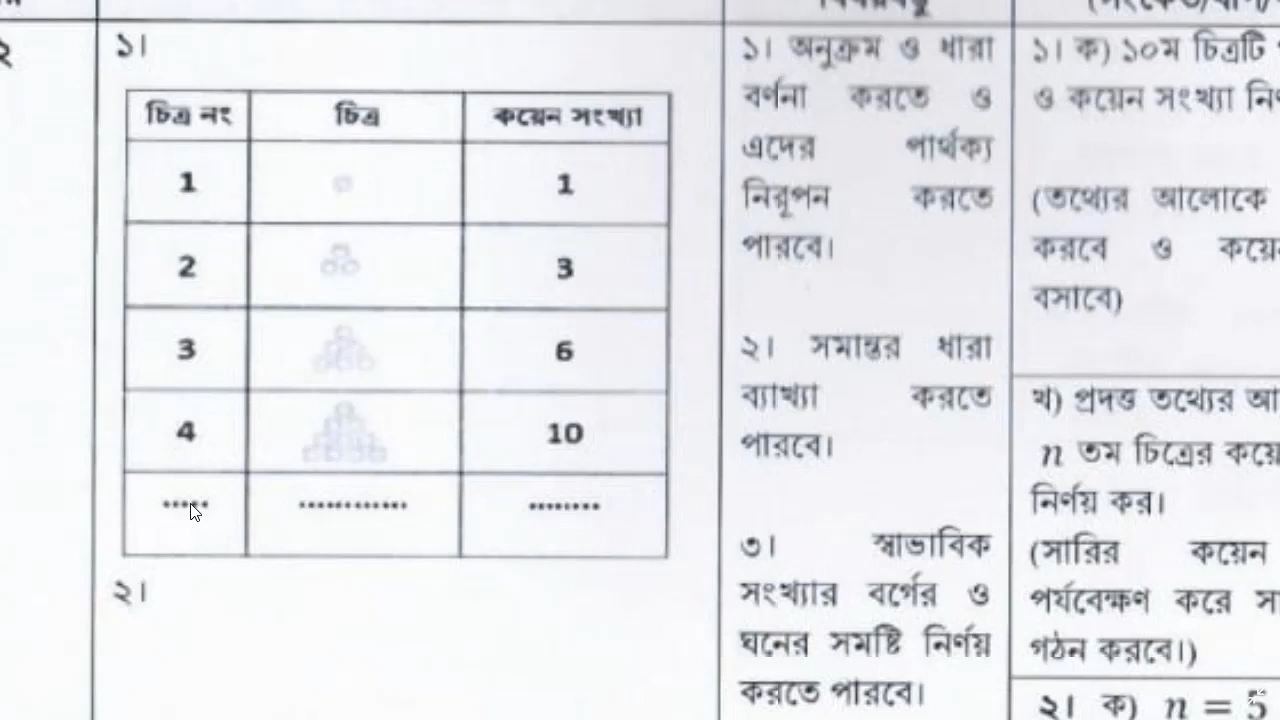 ২
১।
চিত্র নং চিত্র কয়েন সংখ্যা
1 1
2 3
3 6
4 10
..... ............ ........
২।
১। অনুক্রম ও ধারা
বর্ণনা করতে ও
এদের পার্থক্য
নিরূপন করতে
পারবে।
২। সমান্তর ধারা
ব্যাখ্যা করতে
পারবে।
৩। স্বাভাবিক
সংখ্যার বর্গের ও
ঘনের সমষ্টি নির্ণয়
করতে পারবে।
১। ক) ১০ম চিত্রটি
ও কয়েন সংখ্যা
(তথ্যের আলোকে
করবে ও
বসাবে)
খ) প্রদত্ত তথ্যের
n তম চিত্রের
নির্ণয় কর।
(সারির কয়েন
পর্যবেক্ষণ করে
গঠন করবে।)
২। ক) n = 5